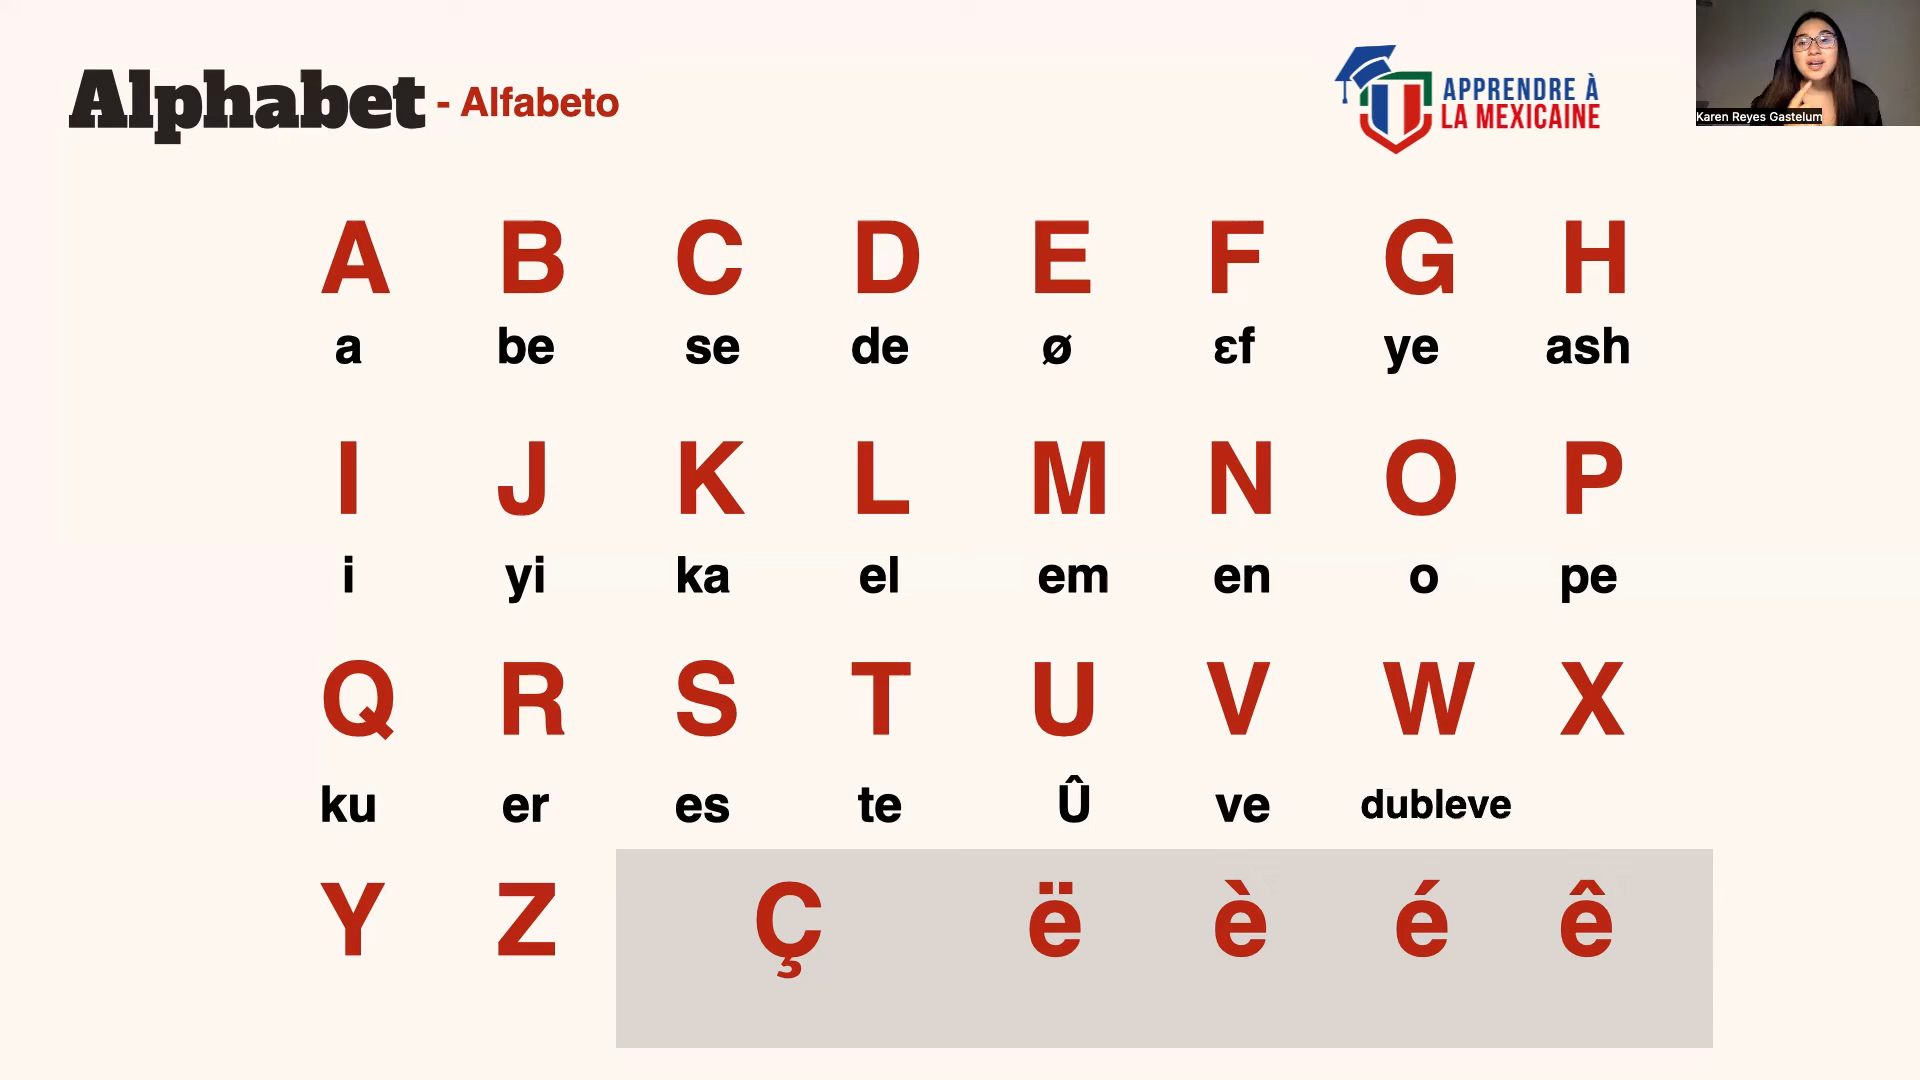 Alphabet - Alfabeto
APPRENDRE À
LA MEXICAINE
Karen Reyes Gastelum
A B C D E F G H
a be se de ø ɛf ye ash
I J K L M N O P
i yi ka el em en o pe
Q R S T U V W X
ku er es te Û ve dubleve
Y Z Ç ë è é ê